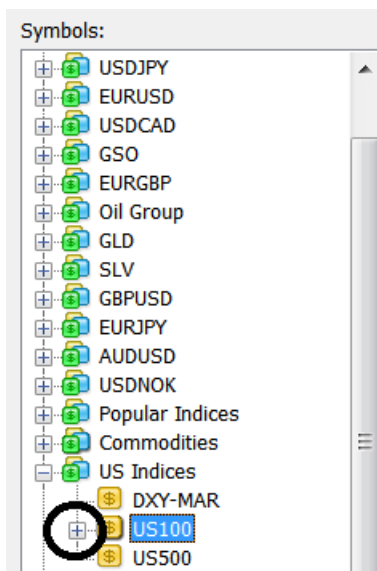 Symbols:
USDJPY
EURUSD
USDCAD
GSO
EURGBP
Oil Group
GLD
SLV
GBPUSD
EURJPY
AUDUSD
USDNOK
Popular Indices
Commodities
US Indices
DXY-MAR
US100
US500